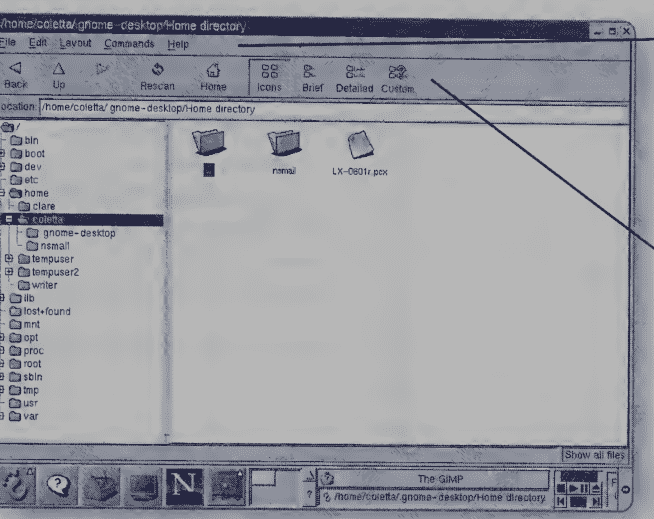 /home/coletta/.gnome-desktop/Home directory
File Edit Layout Commands Help
Back Up Rescan Home Icons Brief Detailed Custom
ocation: /home/coletta/.gnome-desktop/Home directory
/
bin
boot
dev
etc
home
clare
coletta
gnome-desktop
nsmail
tempuser
tempuser2
writer
lib
lost+found
mnt
opt
proc
root
sbin
tmp
usr
var
..
nsmail
LX-0801r.pcx
Show all files
N
?
The GIMP
/home/coletta/.gnome-desktop/Home directory